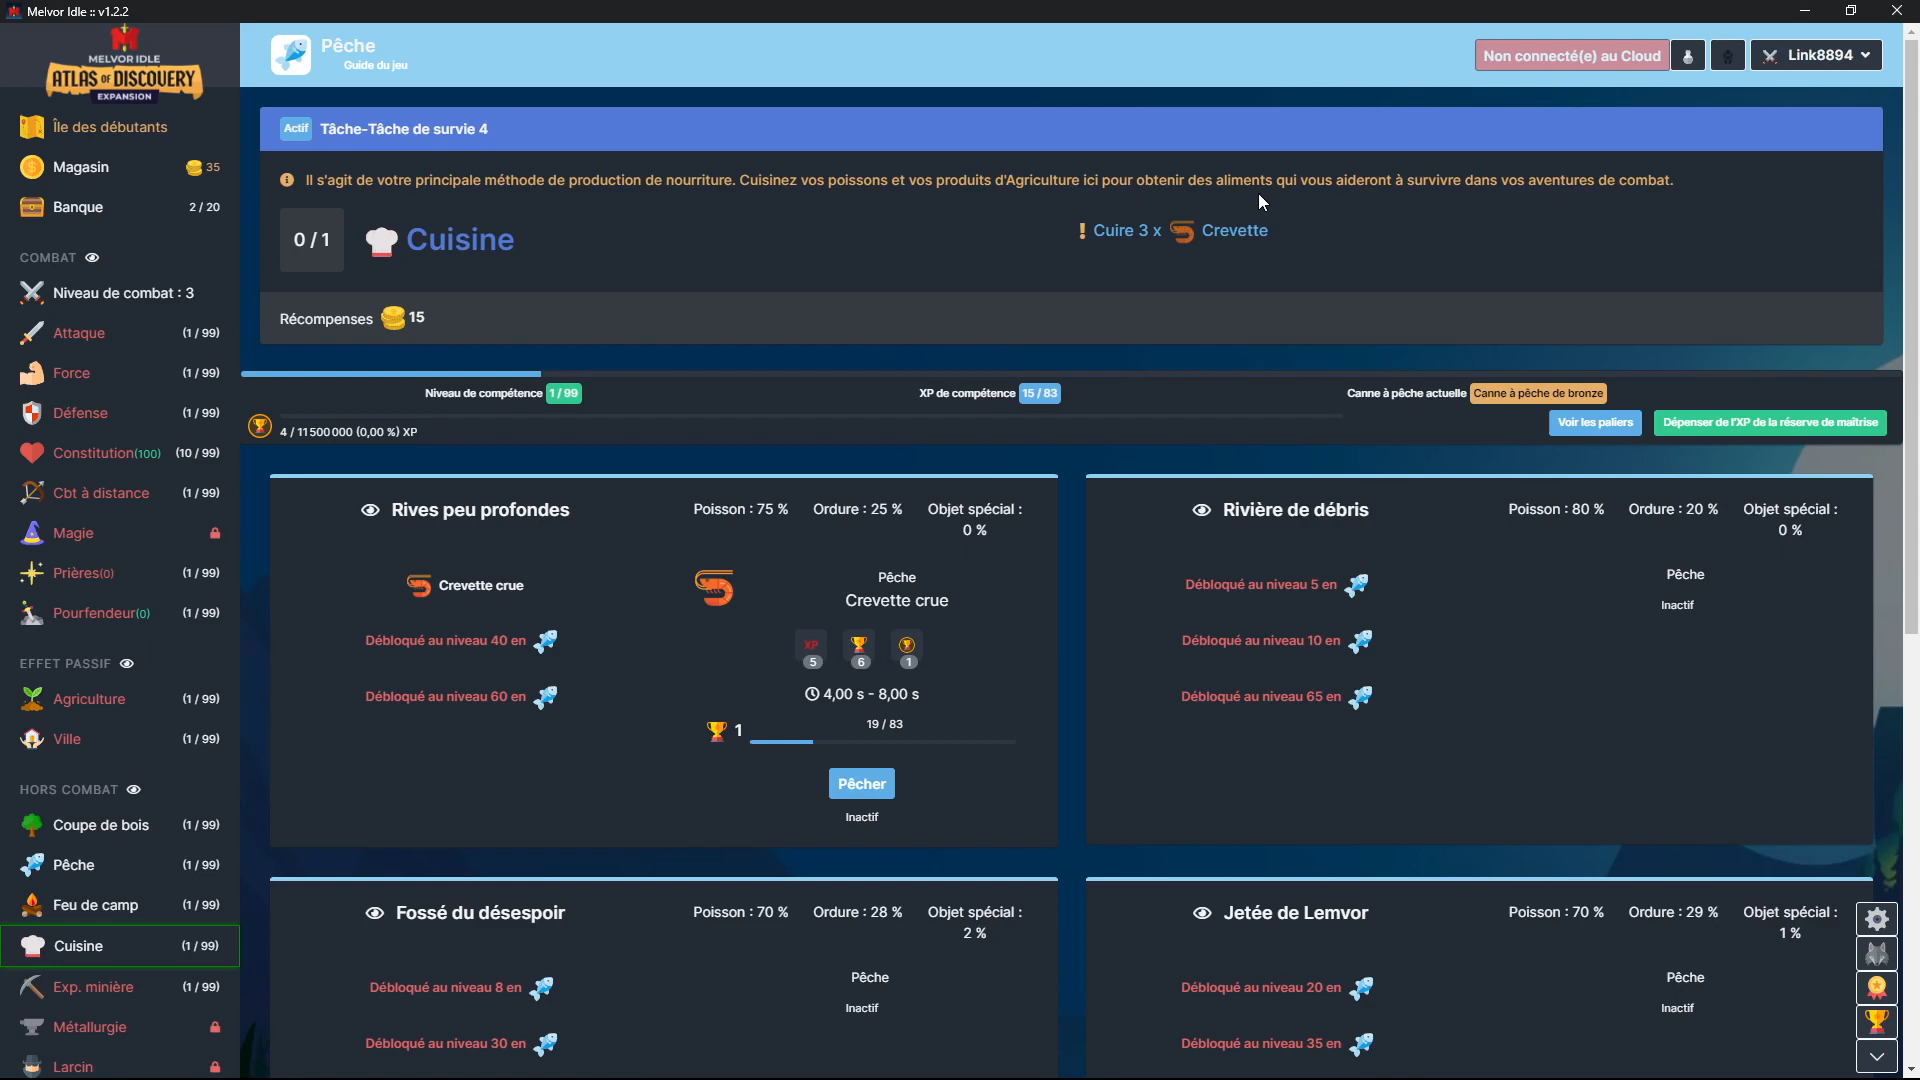 Melvor Idle :: v1.2.2
MELVOR IDLE
ATLAS OF DISCOVERY
EXPANSION
Île des débutants
Magasin 35
Banque 2 / 20
COMBAT
Niveau de combat : 3
Attaque (1 / 99)
Force (1 / 99)
Défense (1 / 99)
Constitution(100) (10 / 99)
Cbt à distance (1 / 99)
Magie
Prières(0) (1 / 99)
Pourfendeur(0) (1 / 99)
EFFET PASSIF
Agriculture (1 / 99)
Ville (1 / 99)
HORS COMBAT
Coupe de bois (1 / 99)
Pêche (1 / 99)
Feu de camp (1 / 99)
Cuisine (1 / 99)
Exp. minière (1 / 99)
Métallurgie
Larcin
Pêche
Guide du jeu
Non connecté(e) au Cloud
Link8894
Actif Tâche-Tâche de survie 4
Il s'agit de votre principale méthode de production de nourriture. Cuisinez vos poissons et vos produits d'Agriculture ici pour obtenir des aliments qui vous aideront à survivre dans vos aventures de combat.
0 / 1 Cuisine
! Cuire 3 x Crevette
Récompenses 15
Niveau de compétence 1 / 99
XP de compétence 15 / 83
Canne à pêche actuelle Canne à pêche de bronze
4 / 11 500 000 (0,00 %) XP
Voir les paliers
Dépenser de l'XP de la réserve de maîtrise
Rives peu profondes
Poisson : 75 % Ordure : 25 % Objet spécial :
0 %
Crevette crue
Débloqué au niveau 40 en
Débloqué au niveau 60 en
Pêche
Crevette crue
XP
5 6 1
4,00 s - 8,00 s
1 19 / 83
Pêcher
Inactif
Rivière de débris
Poisson : 80 % Ordure : 20 % Objet spécial :
0 %
Débloqué au niveau 5 en
Débloqué au niveau 10 en
Débloqué au niveau 65 en
Pêche
Inactif
Fossé du désespoir
Poisson : 70 % Ordure : 28 % Objet spécial :
2 %
Débloqué au niveau 8 en
Débloqué au niveau 30 en
Pêche
Inactif
Jetée de Lemvor
Poisson : 70 % Ordure : 29 % Objet spécial :
1 %
Débloqué au niveau 20 en
Débloqué au niveau 35 en
Pêche
Inactif